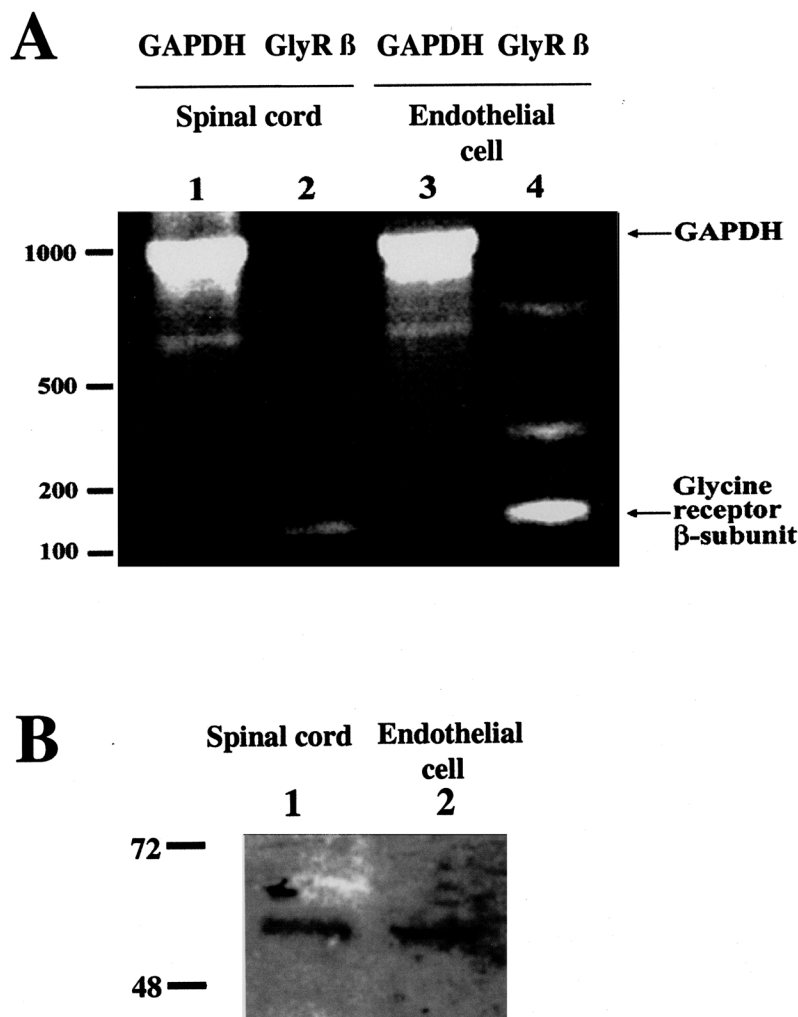 A
GAPDH GlyR ß GAPDH GlyR ß
Spinal cord Endothelial
cell
1 2 3 4
GAPDH
1000
500
200
100
Glycine
receptor
β-subunit
B
Spinal cord Endothelial
cell
1 2
72
48